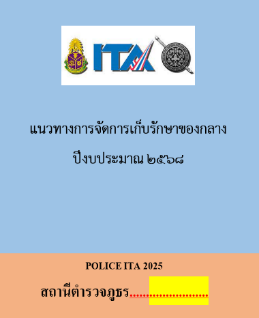 ITA
แนวทางการจัดการเก็บรักษาของกลาง
ปีงบประมาณ ๒๕๖๘
POLICE ITA 2025
สถานีตำรวจภูธร........................